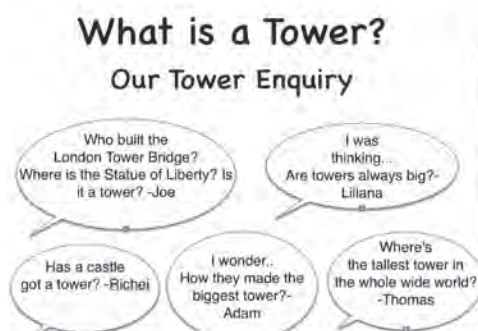 What is a Tower?
Our Tower Enquiry
Who built the
London Tower Bridge?
Where is the Statue of Liberty? Is
it a tower? -Joe
I was
thinking...
Are towers always big?-
Liliana
Has a castle
got a tower? -Richei
I wonder..
How they made the
biggest tower?-
Adam
Where's
the tallest tower in
the whole wide world?
-Thomas